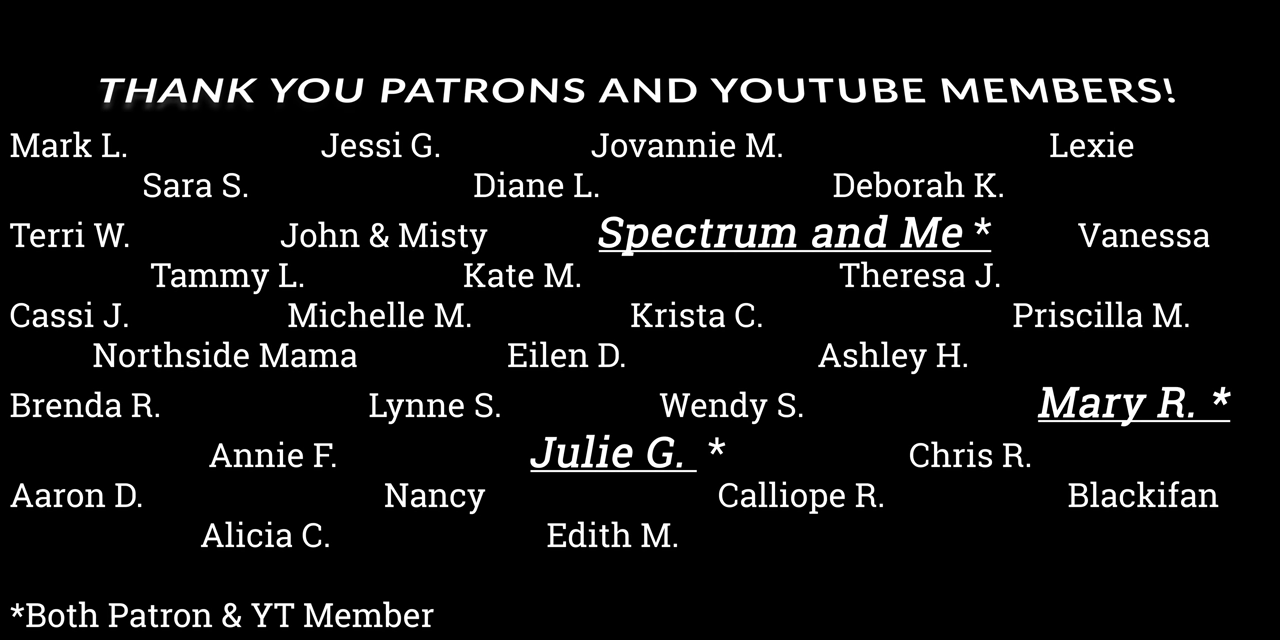 THANK YOU PATRONS AND YOUTUBE MEMBERS!
Mark L. Jessi G. Jovannie M. Lexie
Sara S. Diane L. Deborah K.
Terri W. John & Misty Spectrum and Me * Vanessa
Tammy L. Kate M. Theresa J.
Cassi J. Michelle M. Krista C. Priscilla M.
Northside Mama Eilen D. Ashley H.
Brenda R. Lynne S. Wendy S. Mary R. *
Annie F. Julie G. * Chris R.
Aaron D. Nancy Calliope R. Blackifan
Alicia C. Edith M.
*Both Patron & YT Member